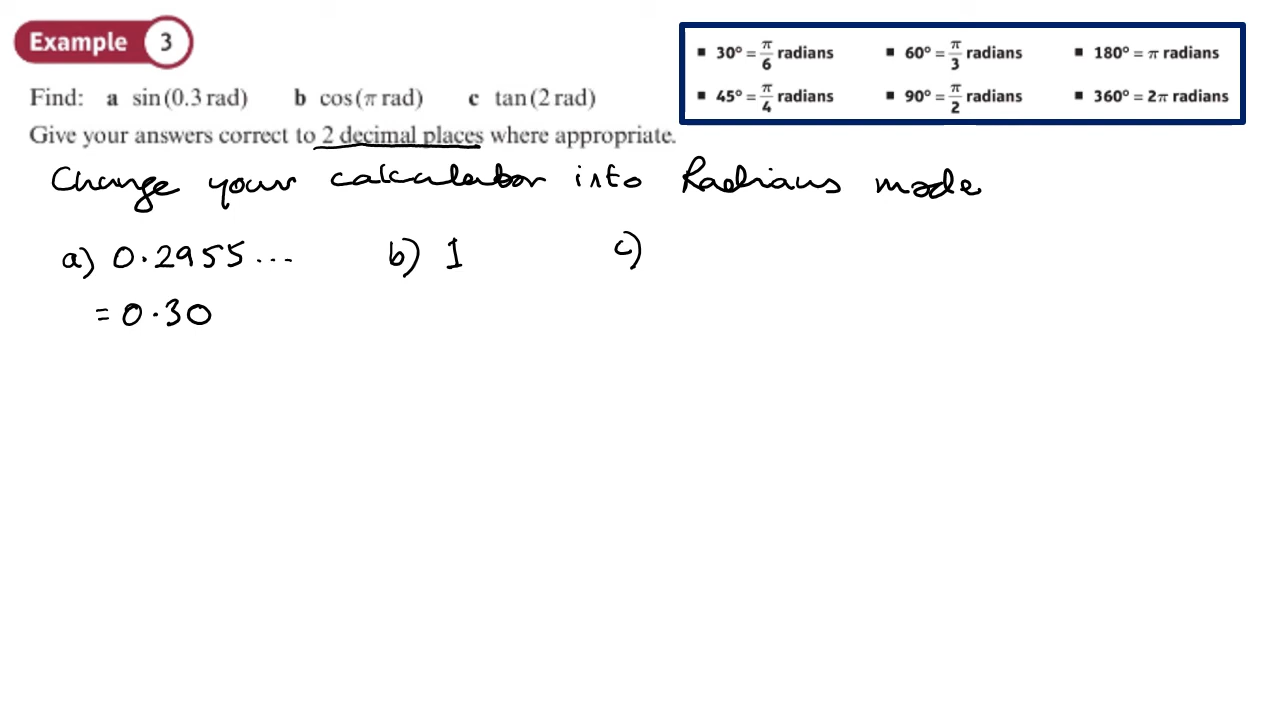 Example 3
■ 30° = π/6 radians ■ 60° = π/3 radians ■ 180° = π radians
■ 45° = π/4 radians ■ 90° = π/2 radians ■ 360° = 2π radians
Find: a sin(0.3 rad) b cos(π rad) c tan(2 rad)
Give your answers correct to 2 decimal places where appropriate.
Change your calculator into Radians mode
a) 0.2955... b) 1 c)
= 0.30